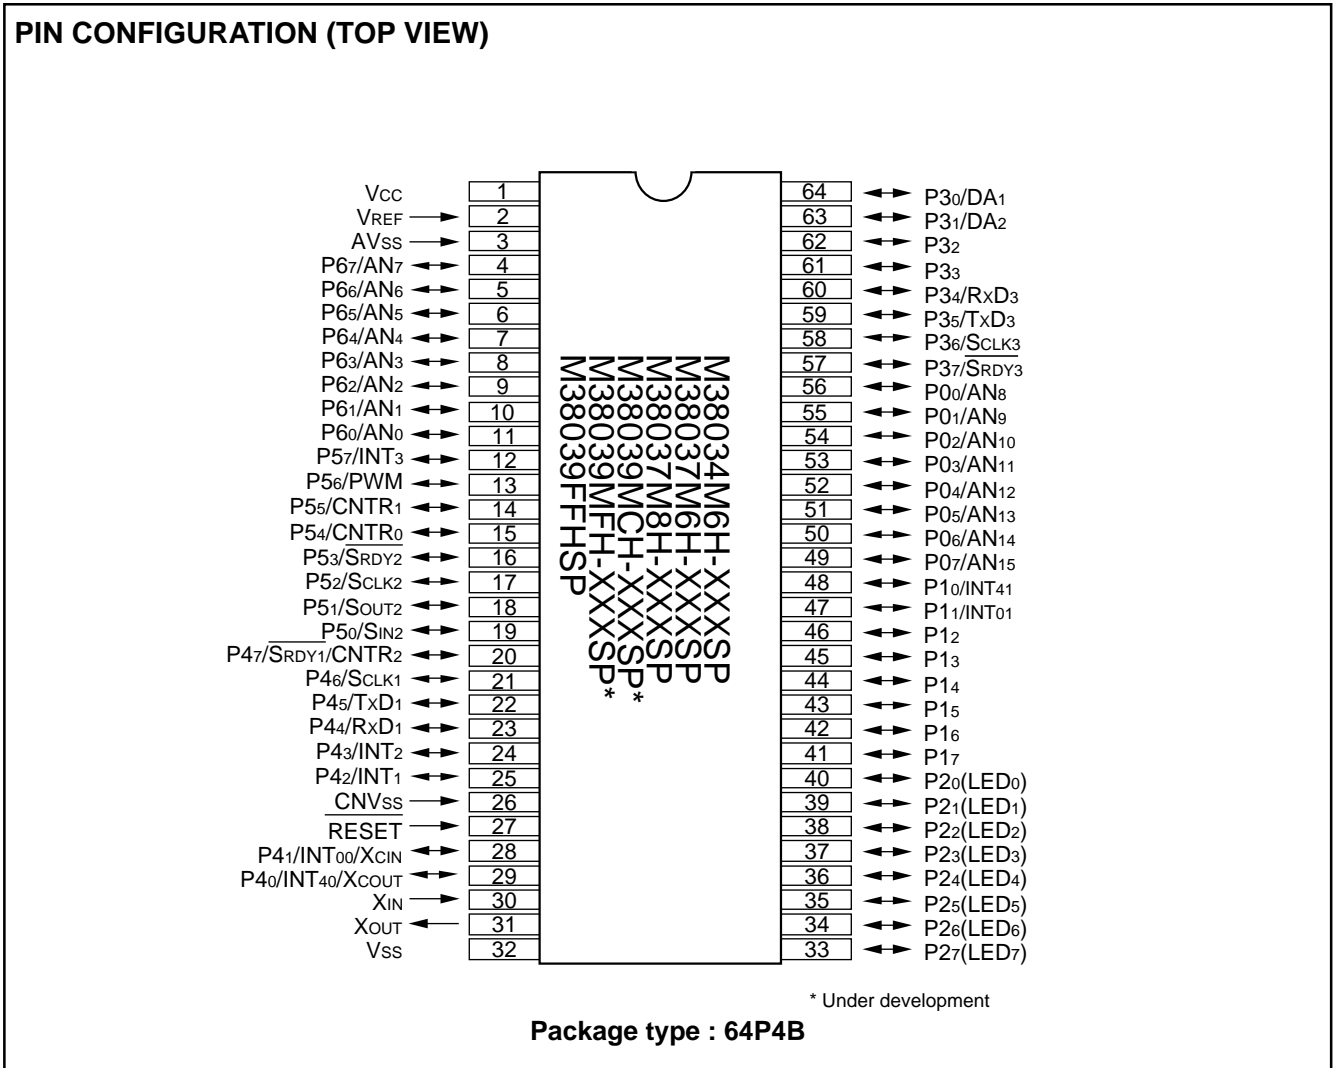 PIN CONFIGURATION (TOP VIEW)
VCC 1 64 P30/DA1
VREF 2 63 P31/DA2
AVSS 3 62 P32
P67/AN7 4 61 P33
P66/AN6 5 60 P34/RXD3
P65/AN5 6 59 P35/TXD3
P64/AN4 7 58 P36/SCLK3
P63/AN3 8 57 P37/SRDY3
P62/AN2 9 56 P00/AN8
P61/AN1 10 55 P01/AN9
P60/AN0 11 54 P02/AN10
P57/INT3 12 53 P03/AN11
P56/PWM 13 52 P04/AN12
P55/CNTR1 14 51 P05/AN13
P54/CNTR0 15 50 P06/AN14
P53/SRDY2 16 49 P07/AN15
P52/SCLK2 17 48 P10/INT41
P51/SOUT2 18 47 P11/INT01
P50/SIN2 19 46 P12
P47/SRDY1/CNTR2 20 45 P13
P46/SCLK1 21 44 P14
P45/TXD1 22 43 P15
P44/RXD1 23 42 P16
P43/INT2 24 41 P17
P42/INT1 25 40 P20(LED0)
CNVSS 26 39 P21(LED1)
RESET 27 38 P22(LED2)
P41/INT00/XCIN 28 37 P23(LED3)
P40/INT40/XCOUT 29 36 P24(LED4)
XIN 30 35 P25(LED5)
XOUT 31 34 P26(LED6)
VSS 32 33 P27(LED7)
M38034M6H-XXXSP
M38037M6H-XXXSP
M38037M8H-XXXSP
M38039MCH-XXXSP*
M38039MFH-XXXSP*
M38039FFHSP
* Under development
Package type : 64P4B